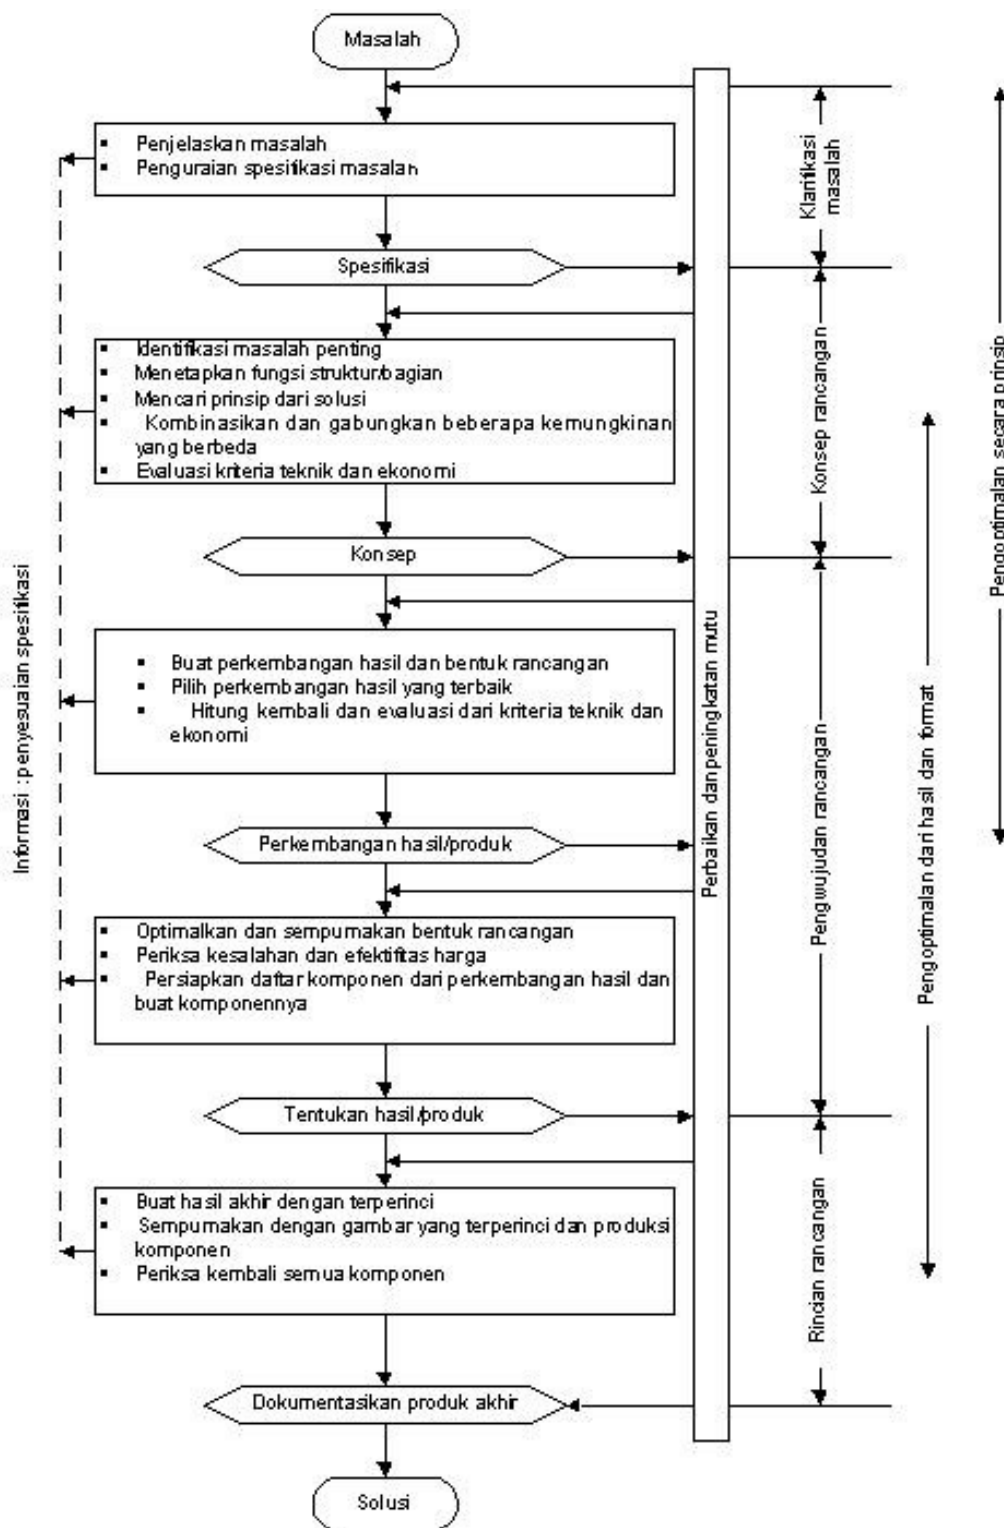 Masalah
Penjelaskan masalah
Penguraian spesifikasi masalan
Spesifikasi
Identifikasi masalah penting
Menetapkan fungsi struktur/bagian
Mencari prinsip dari solusi
Kombinasikan dan gabungkan beberapa kemungkinan
yang berbeda
Evaluasi kriteria teknik dan ekonomi
Konsep
Buat perkembangan hasil dan bentuk rancangan
Pilih perkembangan hasil yang terbaik
Hitung kembali dan evaluasi dari kriteria teknik dan
ekonomi
Perkembangan hasil/produk
Optimalkan dan sempurnakan bentuk rancangan
Periksa kesalahan dan efektifitas harga
Persiapkan daftar komponen dari perkembangan hasil dan
buat komponennya
Tentukan hasil/produk
Buat hasil akhir dengan terperinci
Sempurnakan dengan gambar yang terperinci dan produksi
komponen
Periksa kembali semua komponen
Dokumentasikan produk akhir
Solusi
Informasi : penyesuaian spesifikasi
Perbaikan dan peningkatan mutu
Klarifikasi
masalah
Konsep rancangan
Pengwujudan rancangan
Rincian rancangan
Pengoptimalan dari hasil dan format
Pengoptimalan secara prinsip